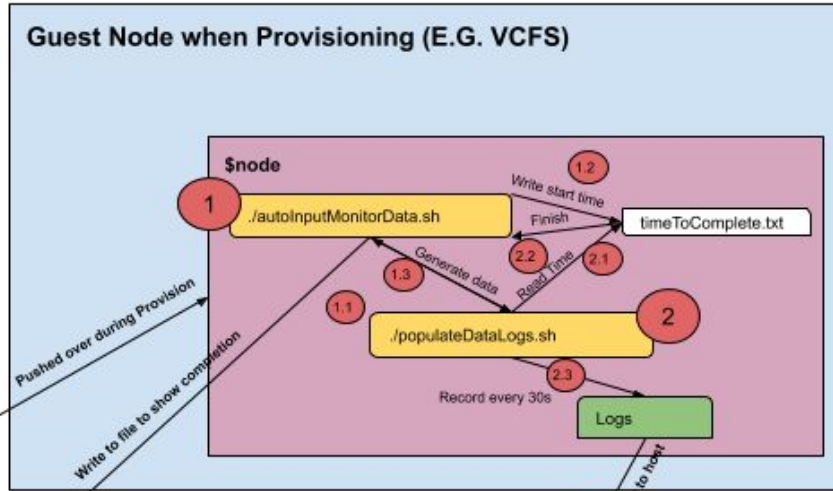 Guest Node when Provisioning (E.G. VCFS)
$node
1.2
1
Write start time
./autoInputMonitorData.sh
Finish
timeToComplete.txt
2.2
2.1
Generate data
1.3
Read Time
1.1
Pushed over during Provision
./populateDataLogs.sh
2
2.3
Record every 30s
Write to file to show completion
Logs
to host